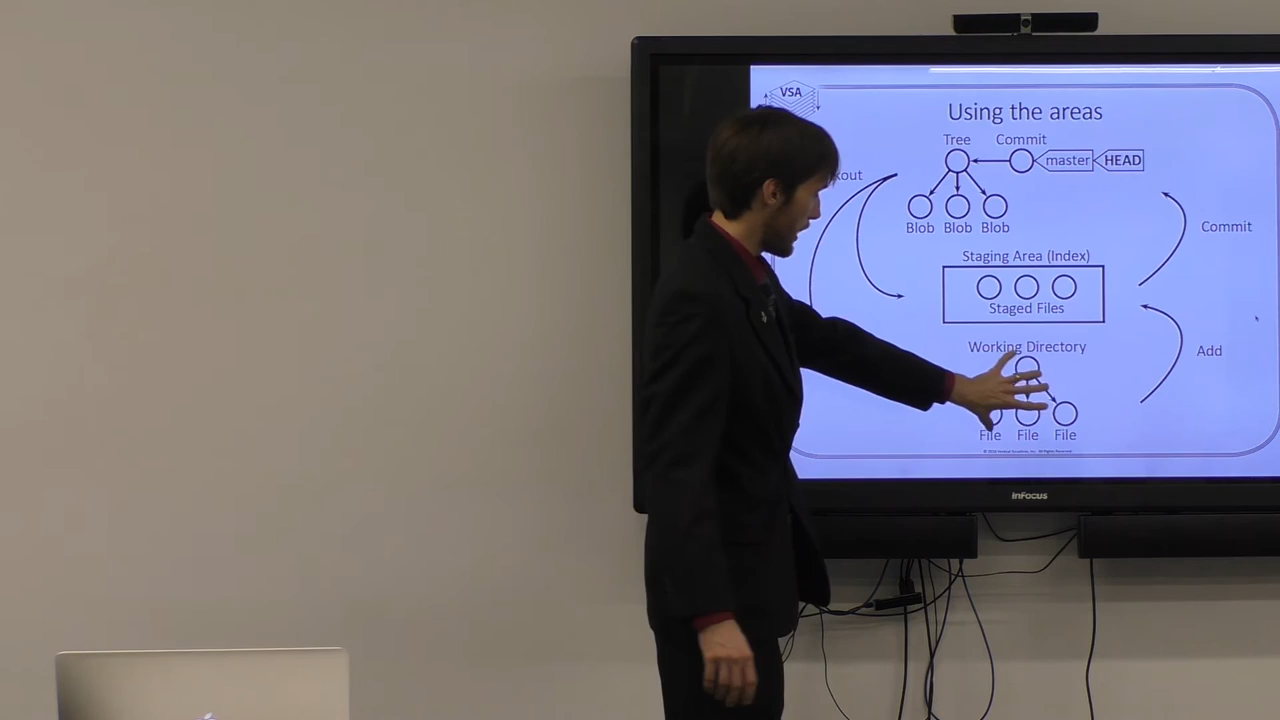 VSA
Using the areas
Tree Commit
master HEAD
Blob Blob Blob
Commit
Staging Area (Index)
Staged Files
Working Directory
Add
File File File
InFocus